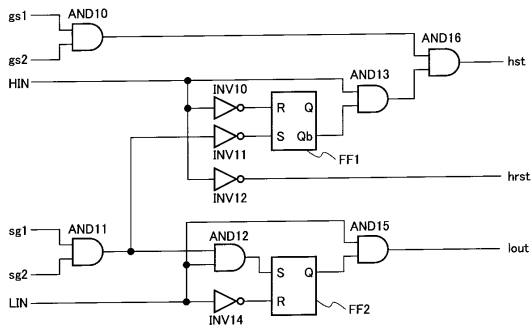 gs1
AND10
gs2
AND16
hst
HIN
AND13
INV10
R Q
S Qb
INV11
FF1
INV12
hrst
sg1
AND11
sg2
AND12
AND15
lout
S Q
R
LIN
INV14
FF2